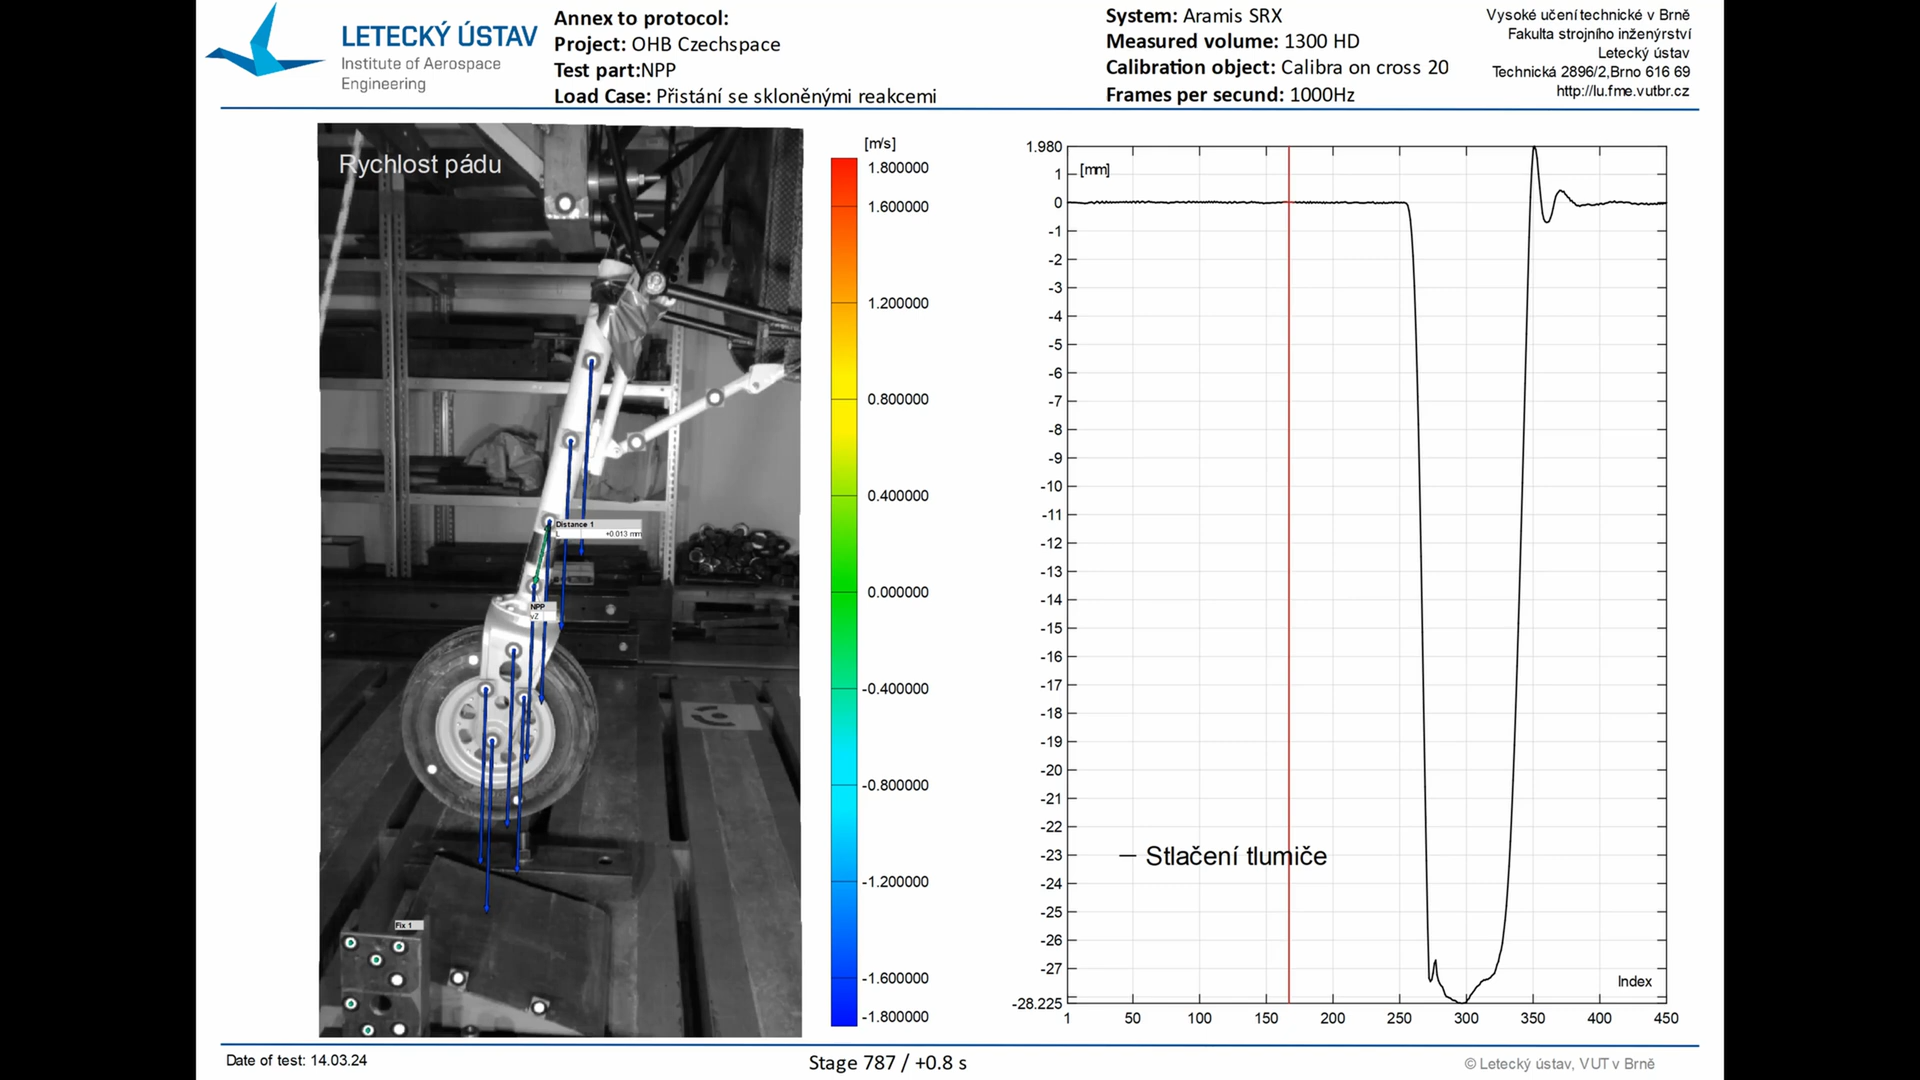 LETECKÝ ÚSTAV
Institute of Aerospace
Engineering
Annex to protocol:
Project: OHB Czechspace
Test part:NPP
Load Case: Přistání se skloněnými reakcemi
System: Aramis SRX
Measured volume: 1300 HD
Calibration object: Calibra on cross 20
Frames per secund: 1000Hz
Vysoké učení technické v Brně
Fakulta strojního inženýrství
Letecký ústav
Technická 2896/2,Brno 616 69
http://lu.fme.vutbr.cz
Rychlost pádu
Distance 1
L +0.013 mm
NPP
vZ
Fix 1
[m/s]
1.800000
1.600000
1.200000
0.800000
0.400000
0.000000
-0.400000
-0.800000
-1.200000
-1.600000
-1.800000
[mm]
1.980
1
0
-1
-2
-3
-4
-5
-6
-7
-8
-9
-10
-11
-12
-13
-14
-15
-16
-17
-18
-19
-20
-21
-22
-23
-24
-25
-26
-27
-28.225
Stlačení tlumiče
Index
1 50 100 150 200 250 300 350 400 450
Date of test: 14.03.24
Stage 787 / +0.8 s
© Letecký ústav, VUT v Brně